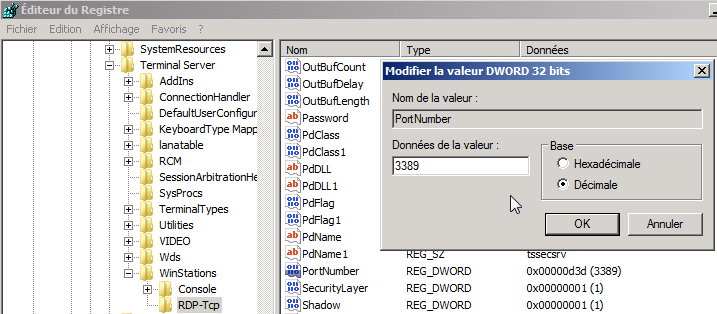 Éditeur du Registre
Fichier Edition Affichage Favoris ?
SystemResources
Terminal Server
AddIns
ConnectionHandler
DefaultUserConfigur
KeyboardType Mapp
lanatable
RCM
SessionArbitrationHe
SysProcs
TerminalTypes
Utilities
VIDEO
Wds
WinStations
Console
RDP-Tcp
Nom Type Données
OutBufCount
OutBufDelay
OutBufLength
Password
PdClass
PdClass1
PdDLL
PdDLL1
PdFlag
PdFlag1
PdName
PdName1 REG_SZ tssecsrv
PortNumber REG_DWORD 0x00000d3d (3389)
SecurityLayer REG_DWORD 0x00000001 (1)
Shadow REG_DWORD 0x00000001 (1)
Modifier la valeur DWORD 32 bits
Nom de la valeur :
PortNumber
Données de la valeur :
3389
Base
Hexadécimale
Décimale
OK Annuler